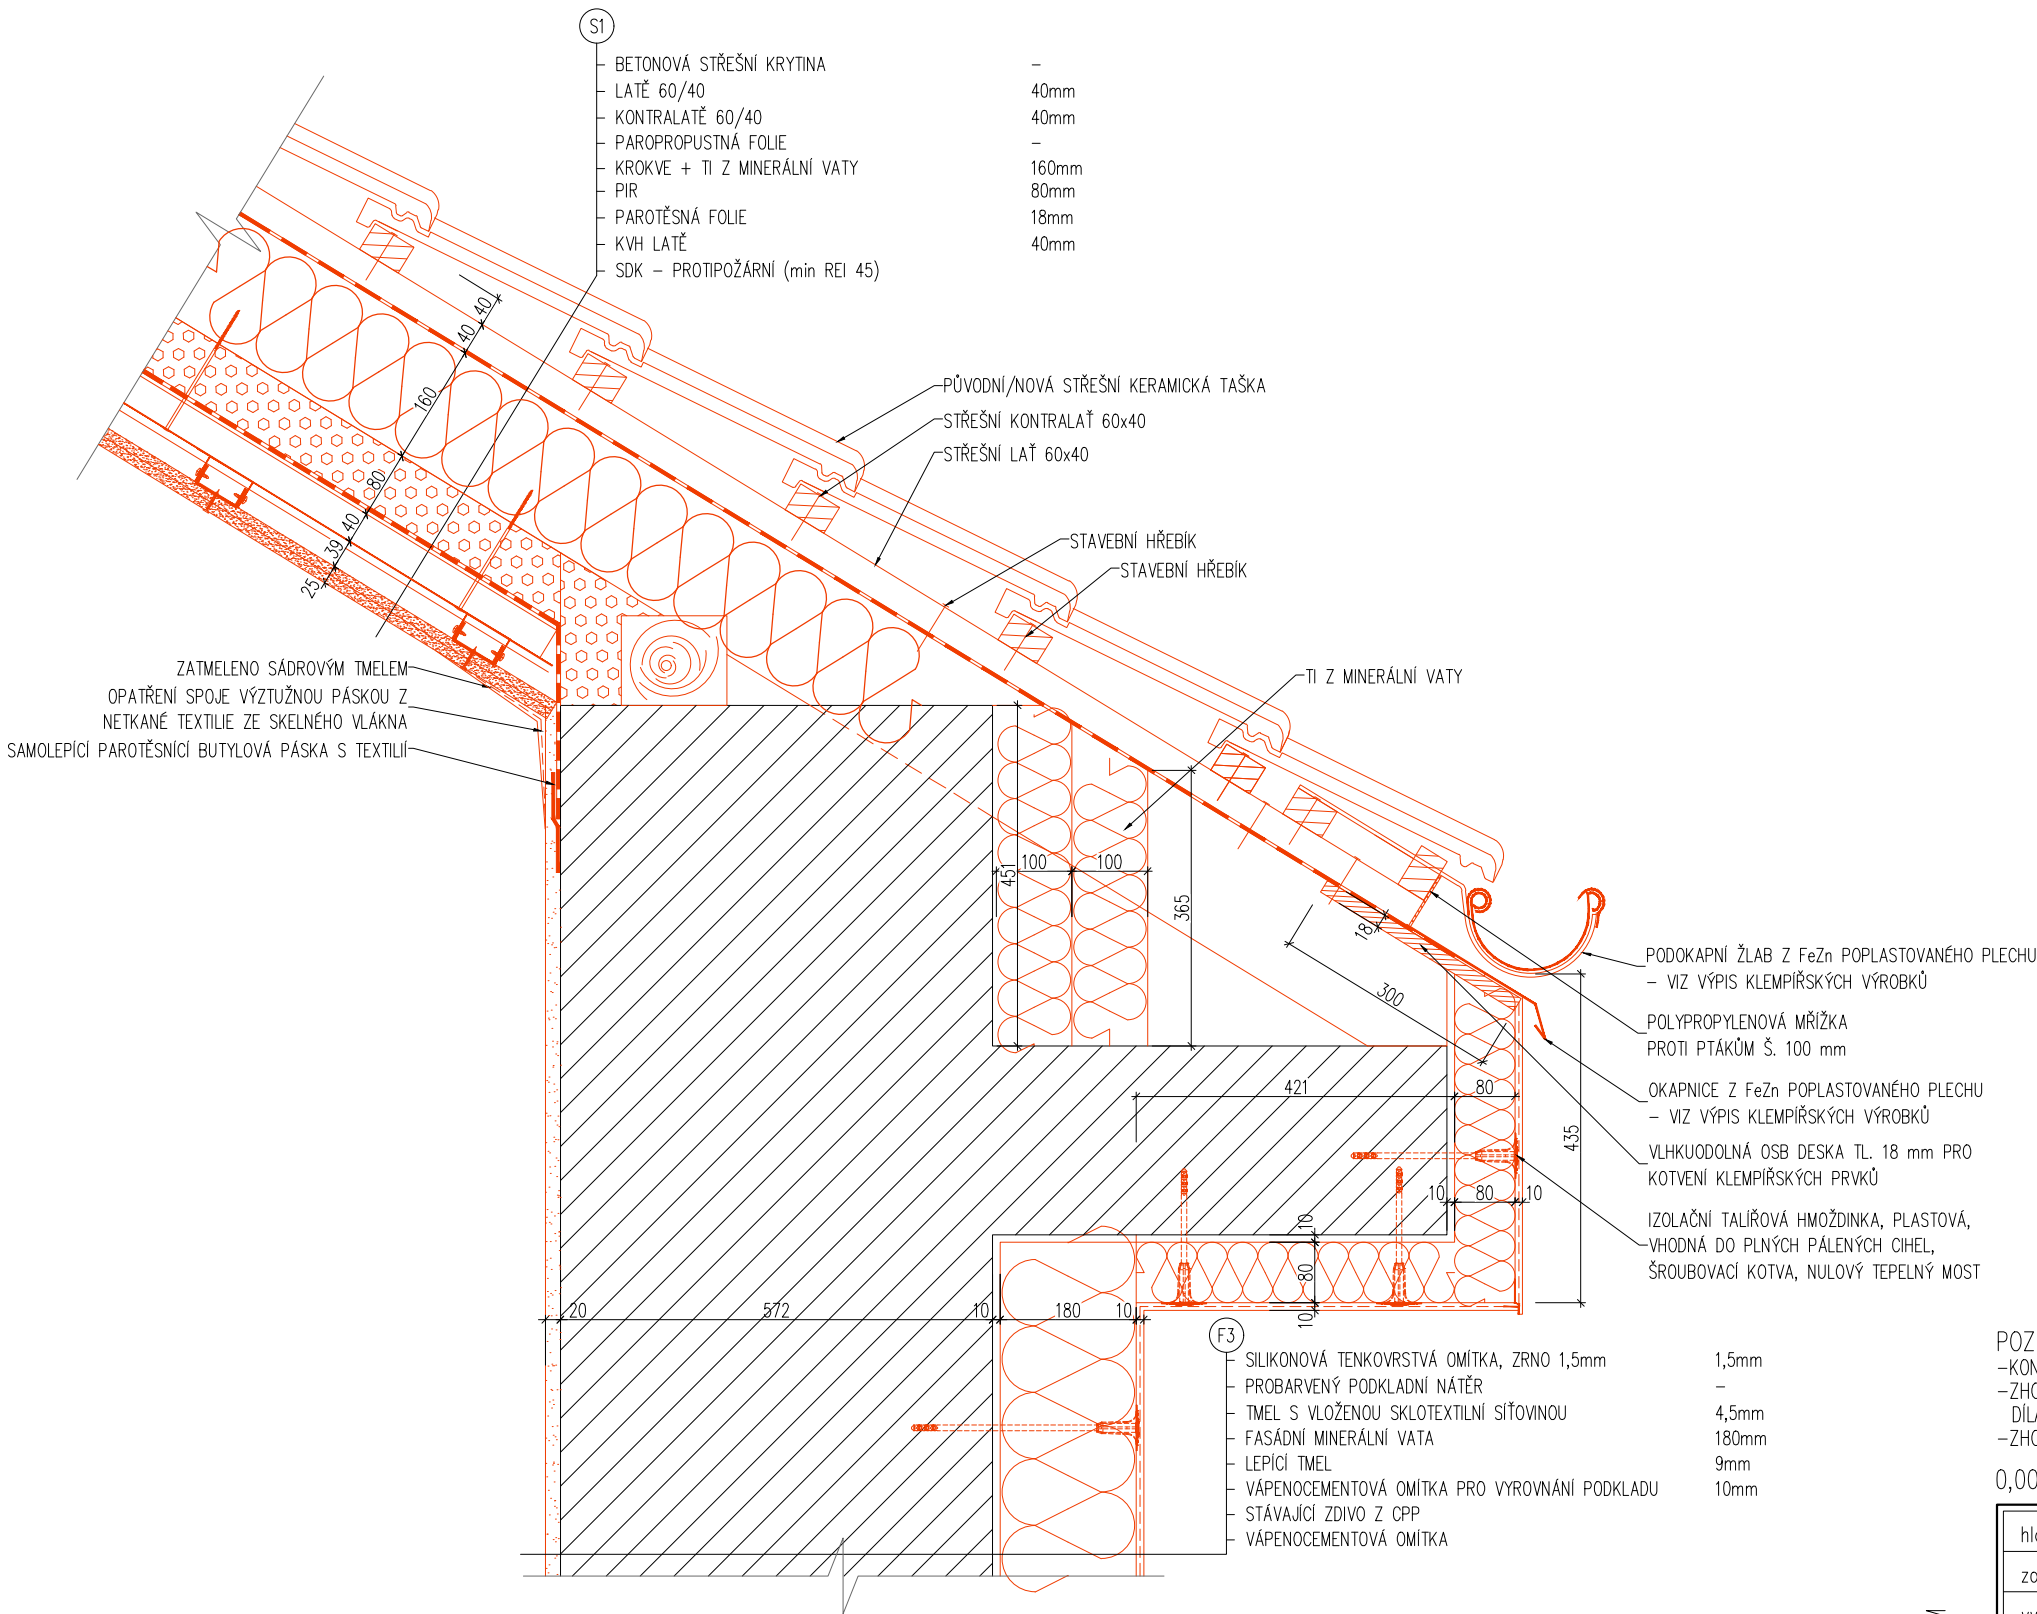 S1
BETONOVÁ STŘEŠNÍ KRYTINA –
LATĚ 60/40 40mm
KONTRALATĚ 60/40 40mm
PAROPROPUSTNÁ FOLIE –
KROKVE + TI Z MINERÁLNÍ VATY 160mm
PIR 80mm
PAROTĚSNÁ FOLIE 18mm
KVH LATĚ 40mm
SDK – PROTIPOŽÁRNÍ (min REI 45)
40
40
160
80
40
39
25
PŮVODNÍ/NOVÁ STŘEŠNÍ KERAMICKÁ TAŠKA
STŘEŠNÍ KONTRALAŤ 60x40
STŘEŠNÍ LAŤ 60x40
STAVEBNÍ HŘEBÍK
STAVEBNÍ HŘEBÍK
TI Z MINERÁLNÍ VATY
ZATMELENO SÁDROVÝM TMELEM
OPATŘENÍ SPOJE VÝZTUŽNOU PÁSKOU Z
NETKANÉ TEXTILIE ZE SKELNÉHO VLÁKNA
SAMOLEPÍCÍ PAROTĚSNÍCÍ BUTYLOVÁ PÁSKA S TEXTILIÍ
451
100
100
365
18
300
PODOKAPNÍ ŽLAB Z FeZn POPLASTOVANÉHO PLECHU
– VIZ VÝPIS KLEMPÍŘSKÝCH VÝROBKŮ
POLYPROPYLENOVÁ MŘÍŽKA
PROTI PTÁKŮM Š. 100 mm
OKAPNICE Z FeZn POPLASTOVANÉHO PLECHU
– VIZ VÝPIS KLEMPÍŘSKÝCH VÝROBKŮ
VLHKUODOLNÁ OSB DESKA TL. 18 mm PRO
KOTVENÍ KLEMPÍŘSKÝCH PRVKŮ
IZOLAČNÍ TALÍŘOVÁ HMOŽDINKA, PLASTOVÁ,
VHODNÁ DO PLNÝCH PÁLENÝCH CIHEL,
ŠROUBOVACÍ KOTVA, NULOVÝ TEPELNÝ MOST
421
80
435
10
80
10
10
80
10
20
572
10
180
10
F3
SILIKONOVÁ TENKOVRSTVÁ OMÍTKA, ZRNO 1,5mm 1,5mm
PROBARVENÝ PODKLADNÍ NÁTĚR –
TMEL S VLOŽENOU SKLOTEXTILNÍ SÍŤOVINOU 4,5mm
FASÁDNÍ MINERÁLNÍ VATA 180mm
LEPÍCÍ TMEL 9mm
VÁPENOCEMENTOVÁ OMÍTKA PRO VYROVNÁNÍ PODKLADU 10mm
STÁVAJÍCÍ ZDIVO Z CPP
VÁPENOCEMENTOVÁ OMÍTKA
POZ
–KON
–ZHO
DÍLA
–ZHO
0,00
hla
zo